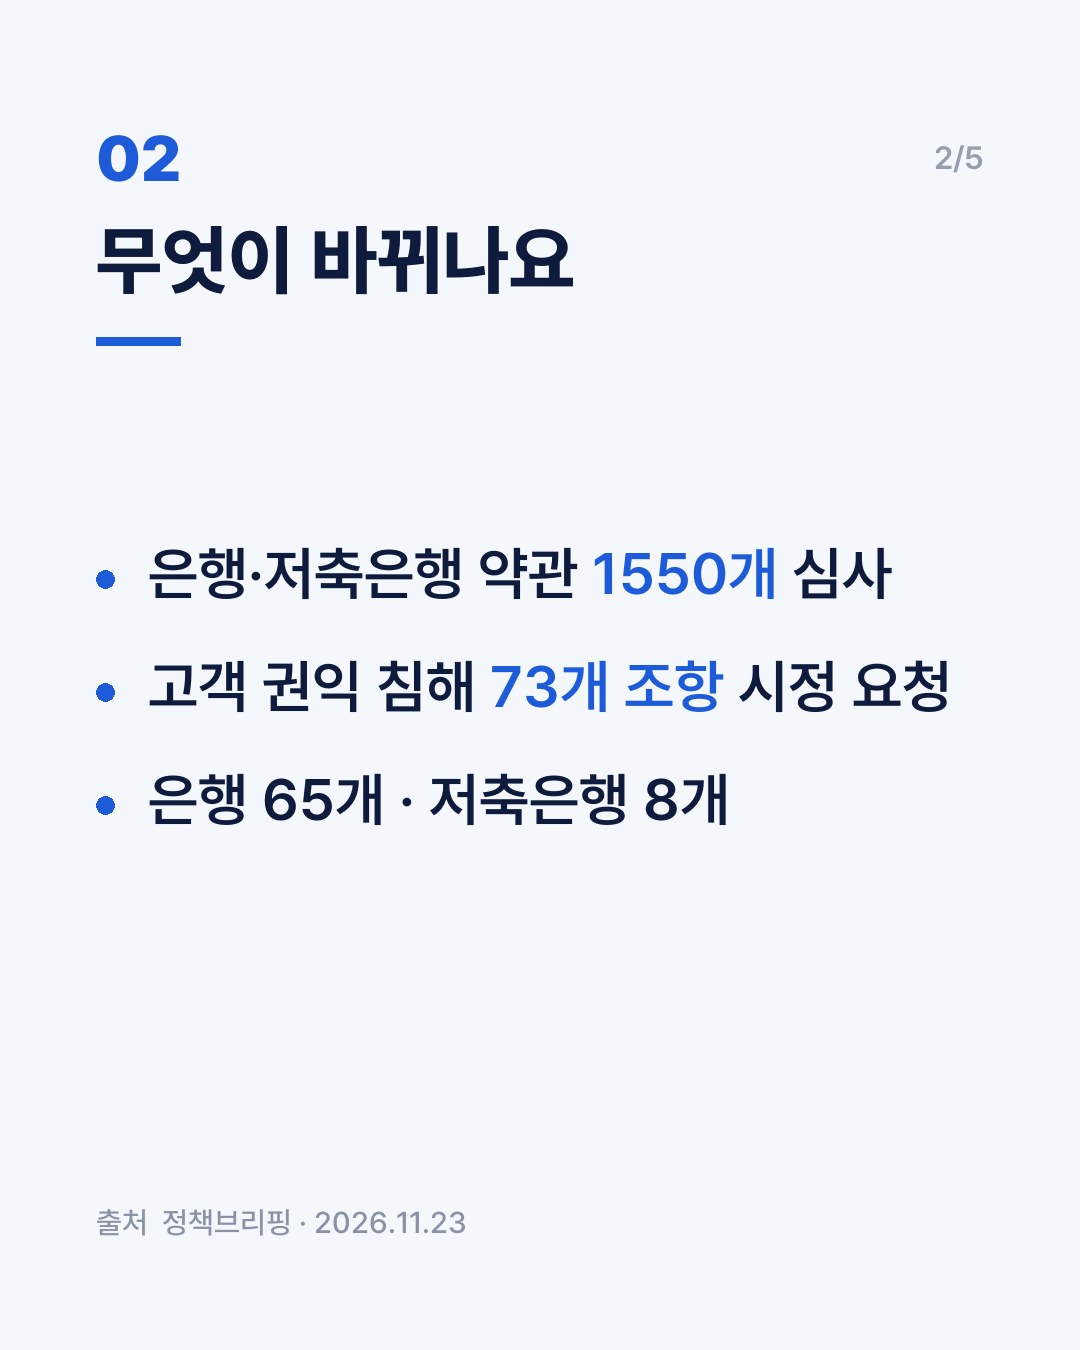 02
2/5
무엇이 바뀌나요
은행·저축은행 약관 1550개 심사
고객 권익 침해 73개 조항 시정 요청
은행 65개 · 저축은행 8개
출처 정책브리핑 · 2026.11.23